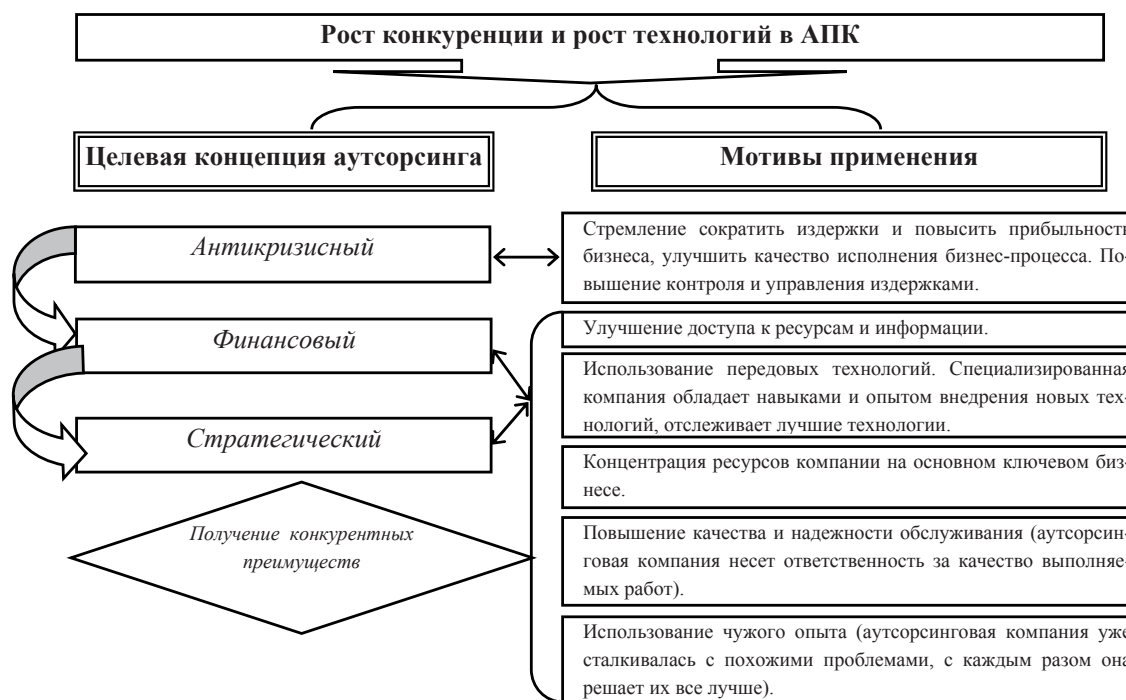 Рост конкуренции и рост технологий в АПК
Целевая концепция аутсорсинга
Мотивы применения
Антикризисный
Стремление сократить издержки и повысить прибыльность
бизнеса, улучшить качество исполнения бизнес-процесса. По-
вышение контроля и управления издержками.
Финансовый
Улучшение доступа к ресурсам и информации.
Использование передовых технологий. Специализированная
компания обладает навыками и опытом внедрения новых тех-
нологий, отслеживает лучшие технологии.
Стратегический
Концентрация ресурсов компании на основном ключевом биз-
несе.
Получение конкурентных
преимуществ
Повышение качества и надежности обслуживания (аутсорсин-
говая компания несет ответственность за качество выполняе-
мых работ).
Использование чужого опыта (аутсорсинговая компания уже
сталкивалась с похожими проблемами, с каждым разом она
решает их все лучше).